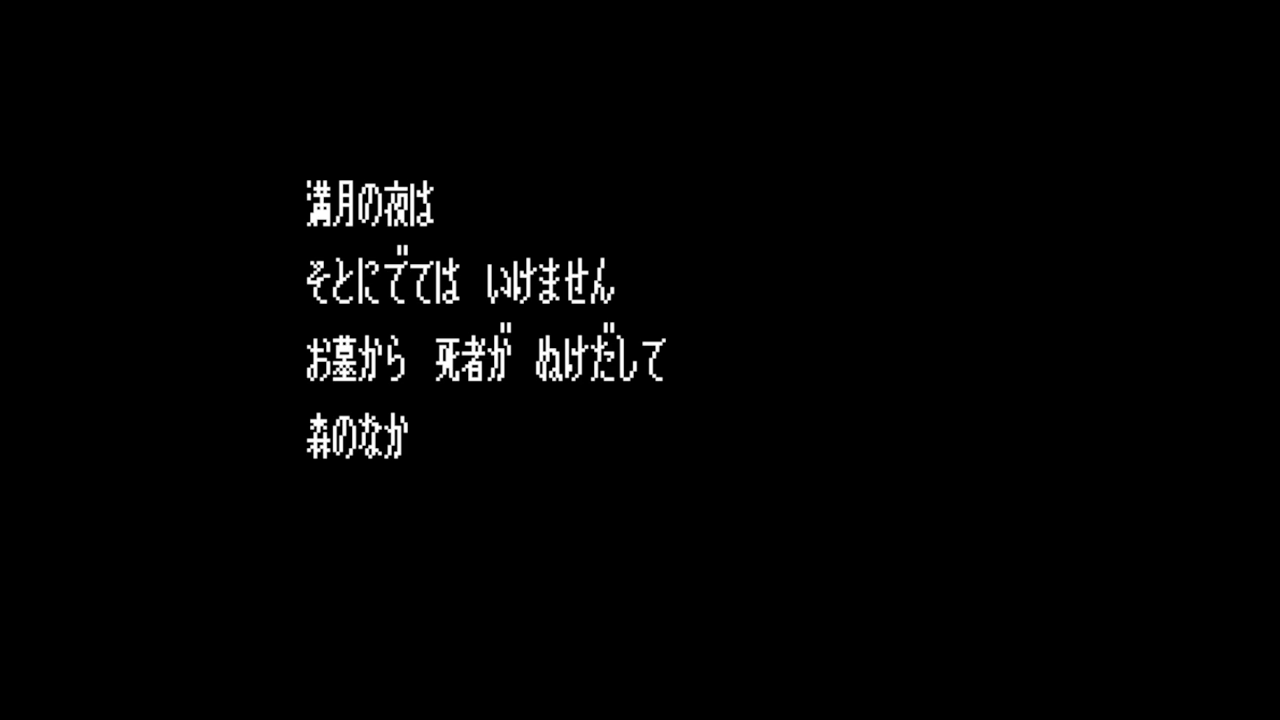 満月の夜は
そとにでては いけません
お墓から 死者が ぬけだして
森のなか